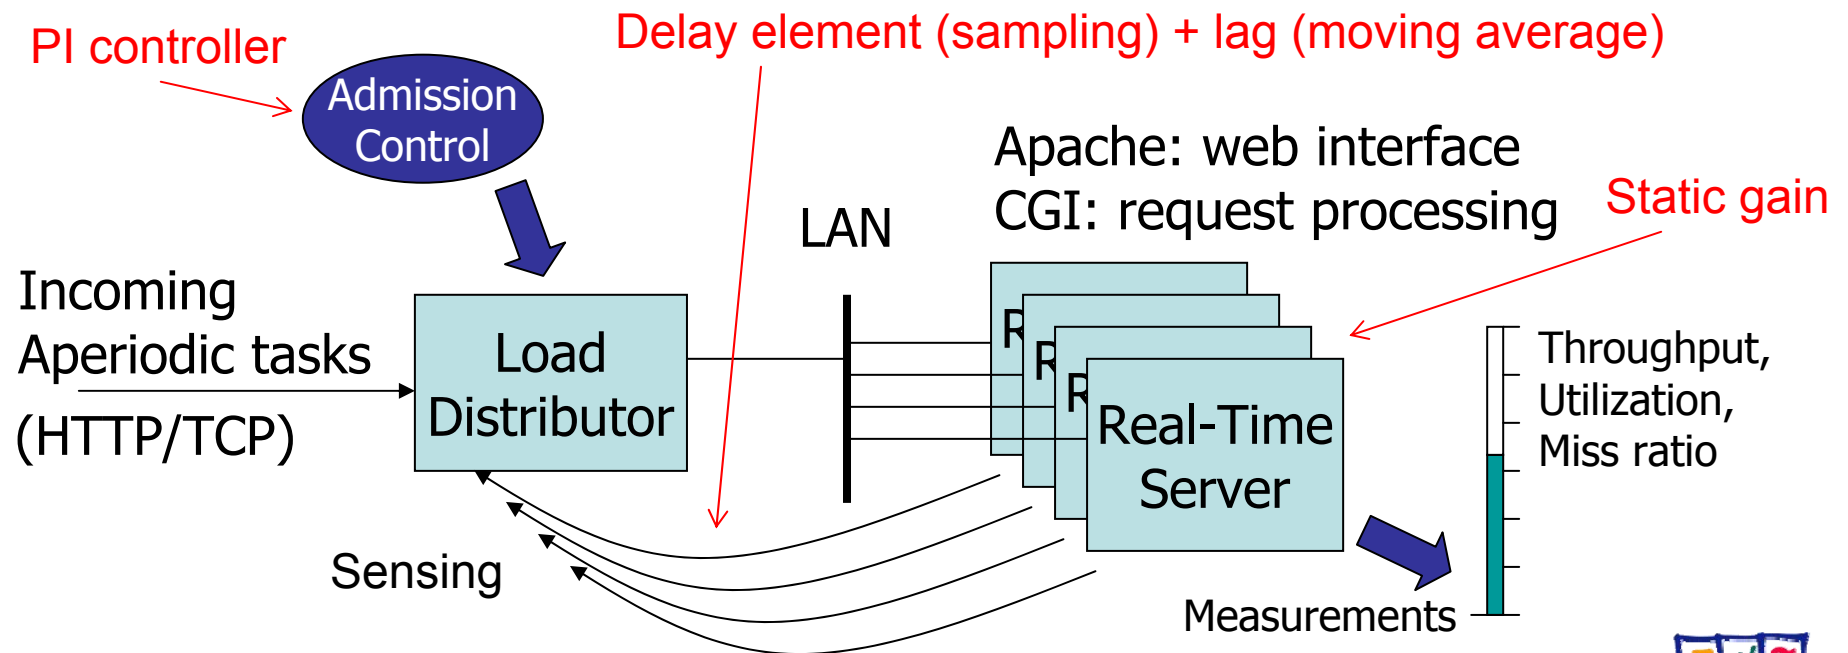 PI controller
Delay element (sampling) + lag (moving average)
Admission
Control
Apache: web interface
CGI: request processing
Static gain
LAN
Incoming
Aperiodic tasks
(HTTP/TCP)
Load
Distributor
R
R
R
Real-Time
Server
Throughput,
Utilization,
Miss ratio
Sensing
Measurements